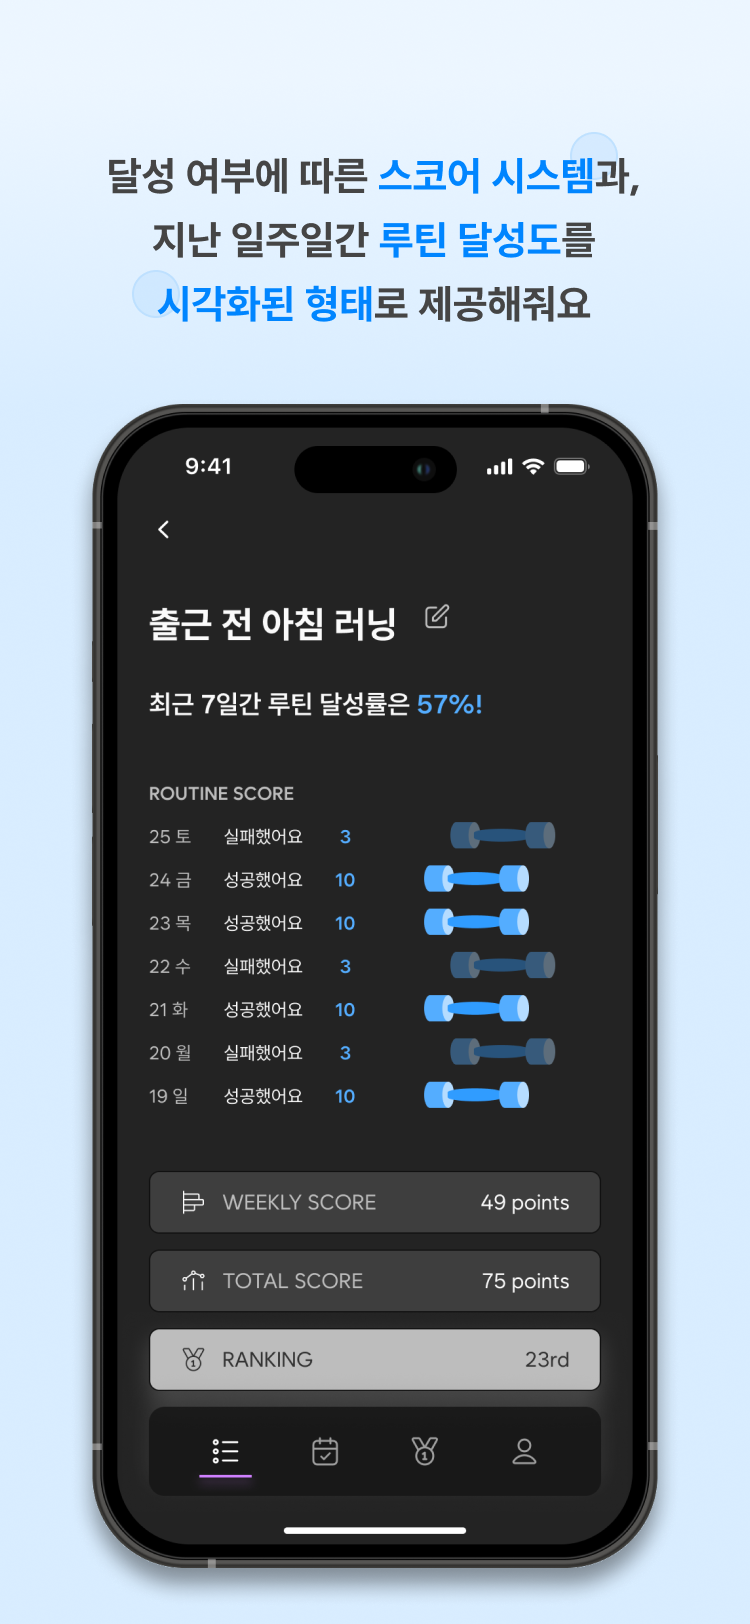 달성 여부에 따른 스코어 시스템과,
지난 일주일간 루틴 달성도를
시각화된 형태로 제공해줘요
9:41
출근 전 아침 러닝
최근 7일간 루틴 달성률은 57%!
ROUTINE SCORE
25 토 실패했어요 3
24 금 성공했어요 10
23 목 성공했어요 10
22 수 실패했어요 3
21 화 성공했어요 10
20 월 실패했어요 3
19 일 성공했어요 10
WEEKLY SCORE 49 points
TOTAL SCORE 75 points
1 RANKING 23rd
1